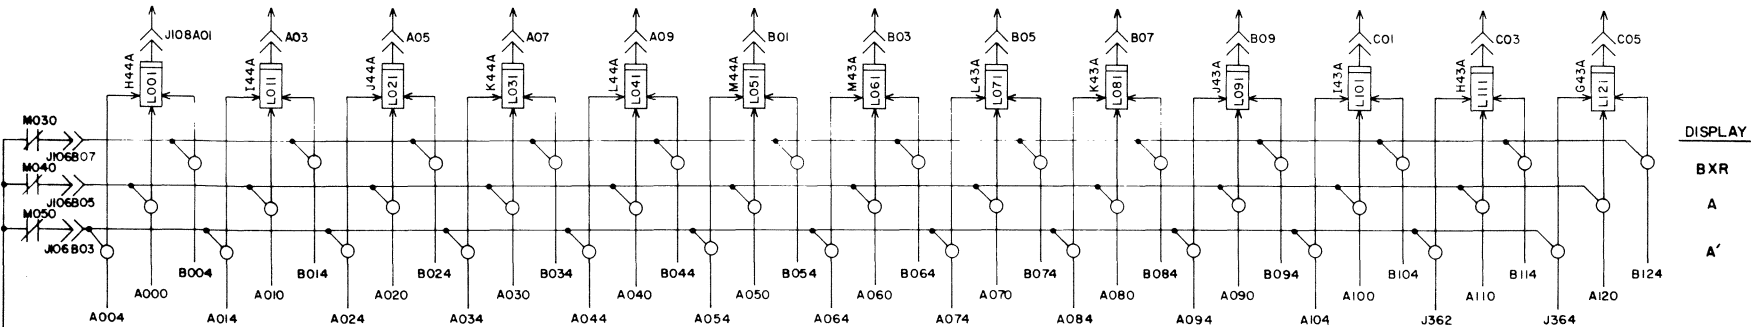 J108A01 A03 A05 A07 A09 B01 B03 B05 B07 B09 C01 C03 C05
H44A I44A J44A K44A L44A M44A M43A L43A K43A J43A I43A H43A G43A
L001 L011 L021 L031 L041 L051 L061 L071 L081 L091 L101 L111 L121
M030
DISPLAY
J106B07
M040
BXR
J106B05
A
M050
J106B03
A'
B004 B014 B024 B034 B044 B054 B064 B074 B084 B094 B104 B114 B124
A000 A010 A020 A030 A040 A050 A060 A070 A080 A090 A100 A110 A120
A004 A014 A024 A034 A044 A054 A064 A074 A084 A094 A104 J362 J364